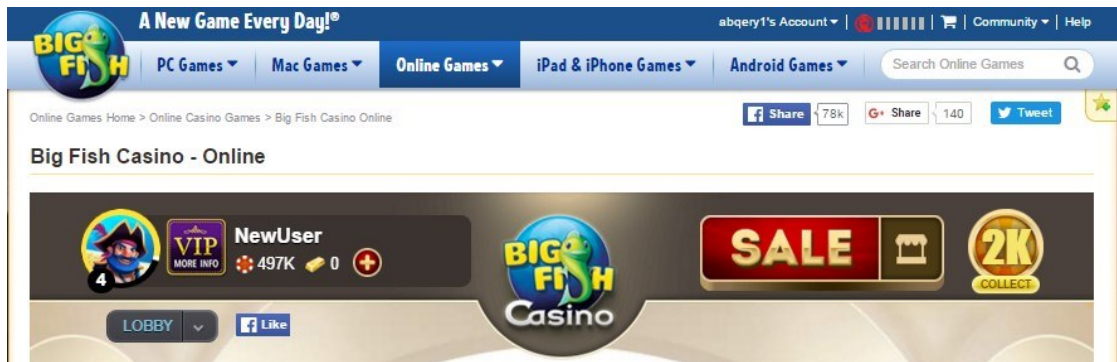 A New Game Every Day!®
abqery1's Account | | Community | Help
BIG FISH
PC Games
Mac Games
Online Games
iPad & iPhone Games
Android Games
Search Online Games
Online Games Home > Online Casino Games > Big Fish Casino Online
Share 78k
G+ Share 140
Tweet
Big Fish Casino - Online
VIP
MORE INFO
NewUser
497K 0
4
BIG FISH
Casino
SALE
2K
COLLECT
LOBBY
Like